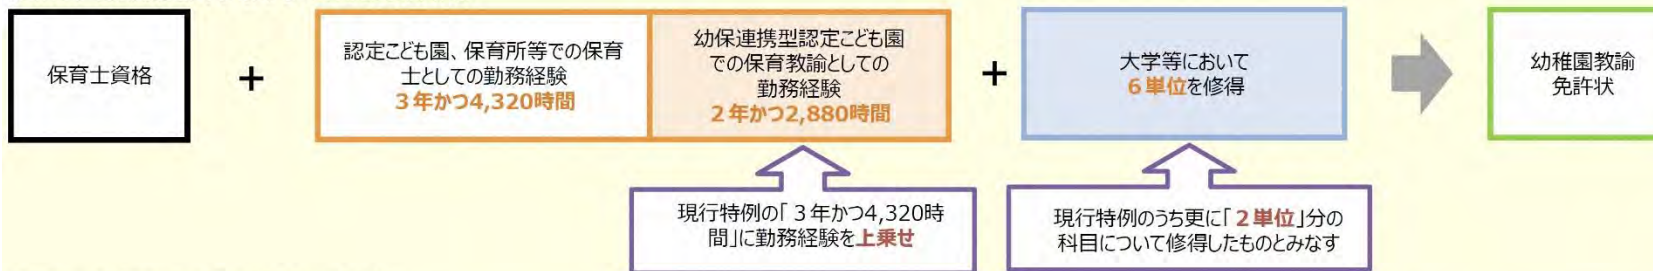 保育士資格
+
認定こども園、保育所等での保育
士としての勤務経験
３年かつ4,320時間
幼保連携型認定こども園
での保育教諭としての
勤務経験
２年かつ2,880時間
+
大学等において
６単位を修得
幼稚園教諭
免許状
現行特例の「３年かつ4,320時
間」に勤務経験を上乗せ
現行特例のうち更に「２単位」分の
科目について修得したものとみなす